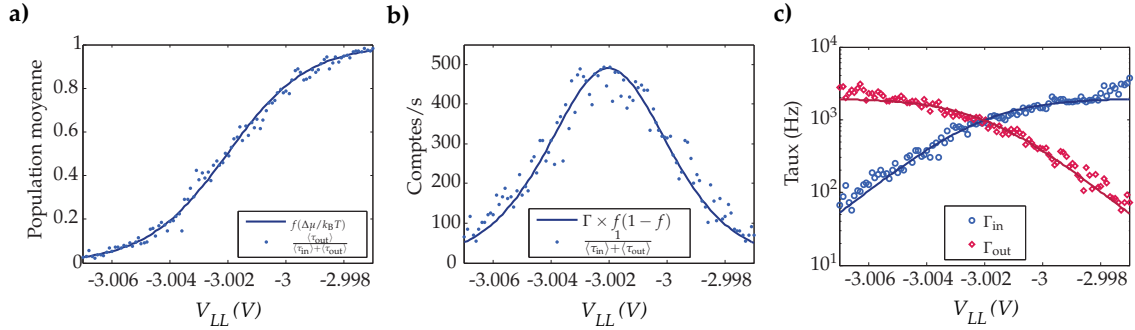 a)
Population moyenne
1
0.8
0.6
0.4
0.2
0
f(Δμ/k_BT)
⟨τ_out⟩/(⟨τ_in⟩+⟨τ_out⟩)
-3.006 -3.004 -3.002 -3 -2.998
V_LL (V)
b)
Comptes/s
500
400
300
200
100
0
Γ × f(1 − f)
1/(⟨τ_in⟩+⟨τ_out⟩)
-3.006 -3.004 -3.002 -3 -2.998
V_LL (V)
c)
Taux (Hz)
10^4
10^3
10^2
10^1
Γ_in
Γ_out
-3.006 -3.004 -3.002 -3 -2.998
V_LL (V)